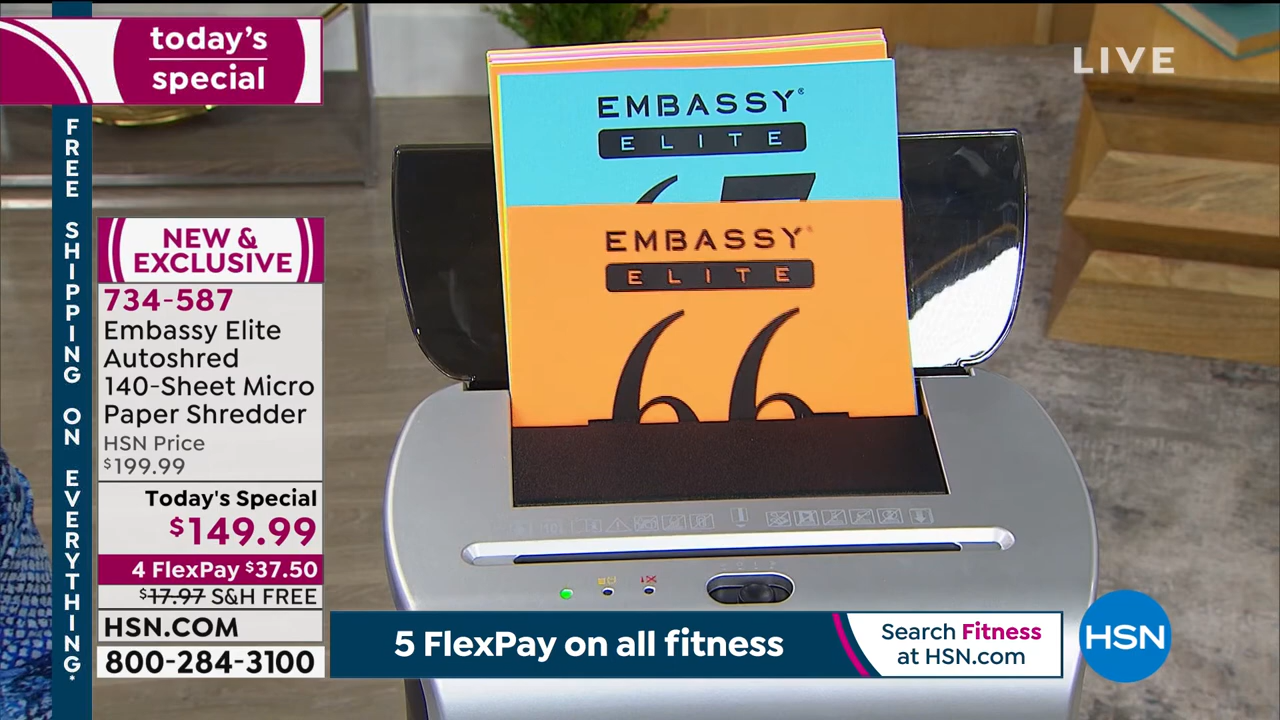 today's
special
LIVE
FREE SHIPPING ON EVERYTHING.*
NEW &
EXCLUSIVE
734-587
Embassy Elite
Autoshred
140-Sheet Micro
Paper Shredder
HSN Price
$199.99
Today's Special
$149.99
4 FlexPay $37.50
$17.97 S&H FREE
HSN.COM
800-284-3100
EMBASSY®
ELITE
67
EMBASSY
ELITE
66
5 FlexPay on all fitness
Search Fitness
at HSN.com
HSN